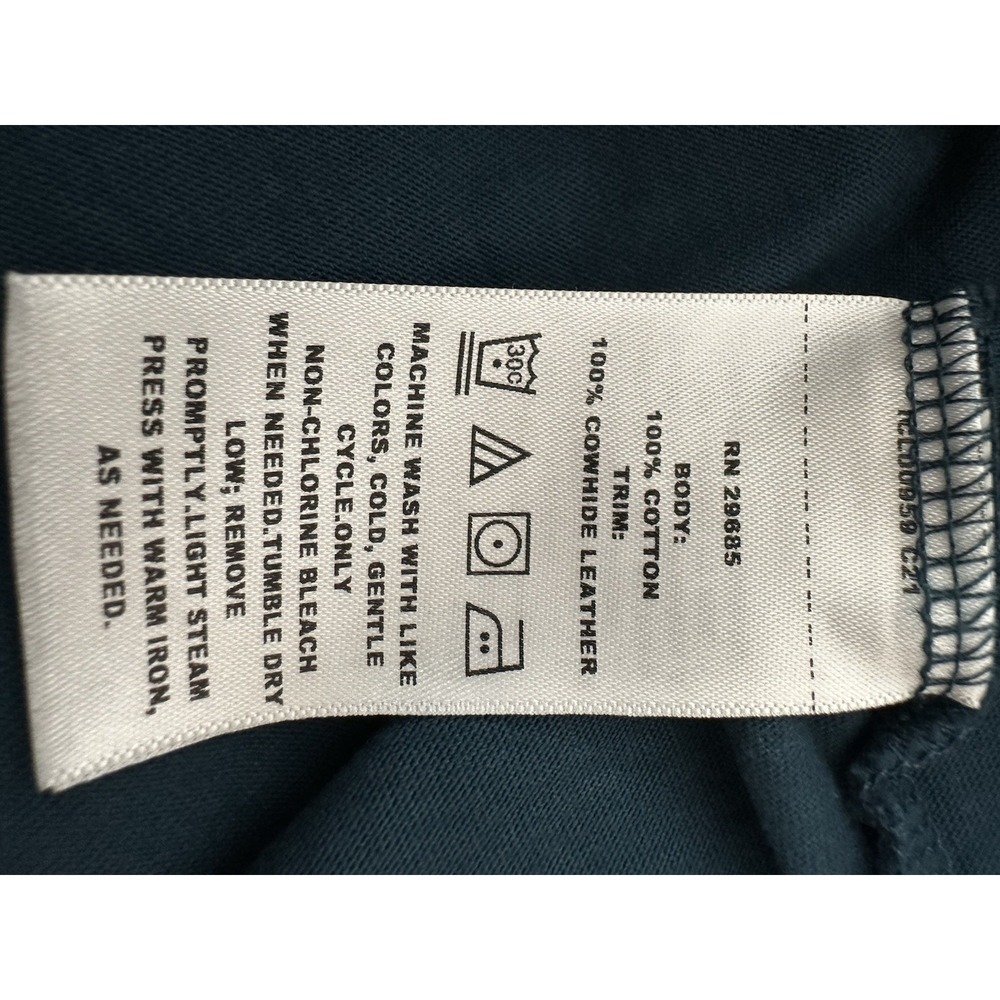 RN 29685
BODY:
100% COTTON
TRIM:
100% COWHIDE LEATHER
30C
MACHINE WASH WITH LIKE
COLORS, COLD, GENTLE
CYCLE.ONLY
NON-CHLORINE BLEACH
WHEN NEEDED.TUMBLE DRY
LOW; REMOVE
PROMPTLY.LIGHT STEAM
PRESS WITH WARM IRON,
AS NEEDED.